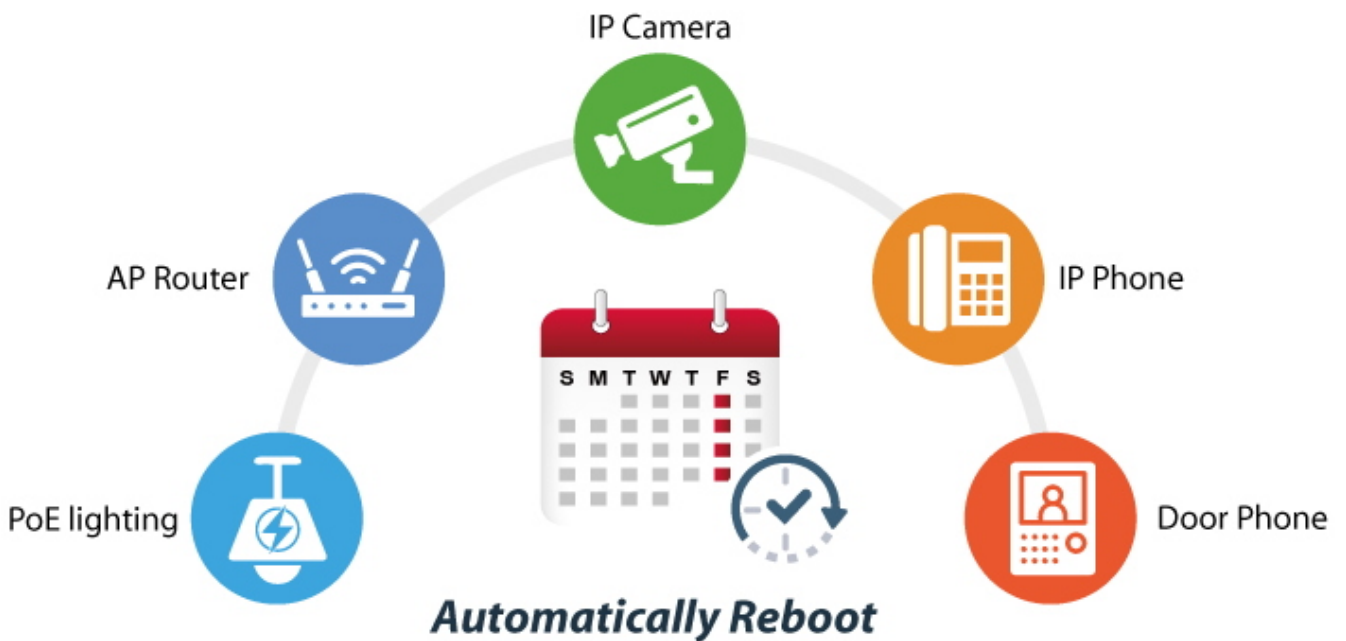 IP Camera
AP Router
IP Phone
S M T W T F S
PoE lighting
Door Phone
Automatically Reboot